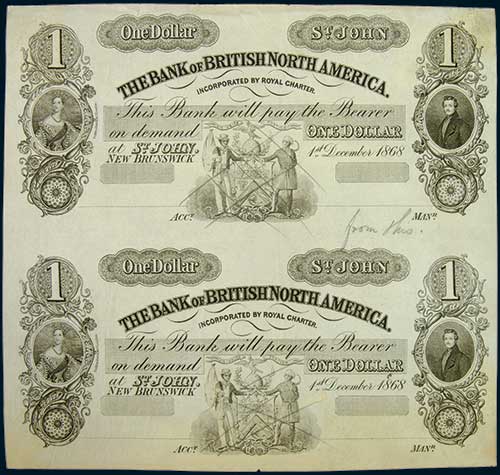 1 One Dollar ST JOHN 1
THE BANK OF BRITISH NORTH AMERICA.
INCORPORATED BY ROYAL CHARTER.
This Bank will pay the Bearer
on demand ONE DOLLAR
at ST. JOHN, 1st December 1868
NEW BRUNSWICK
from this.
ACCT. MANR.
1 One Dollar ST JOHN 1
THE BANK OF BRITISH NORTH AMERICA.
INCORPORATED BY ROYAL CHARTER.
This Bank will pay the Bearer
on demand ONE DOLLAR
at ST. JOHN, 1st December 1868
NEW BRUNSWICK
ACCT. MANR.